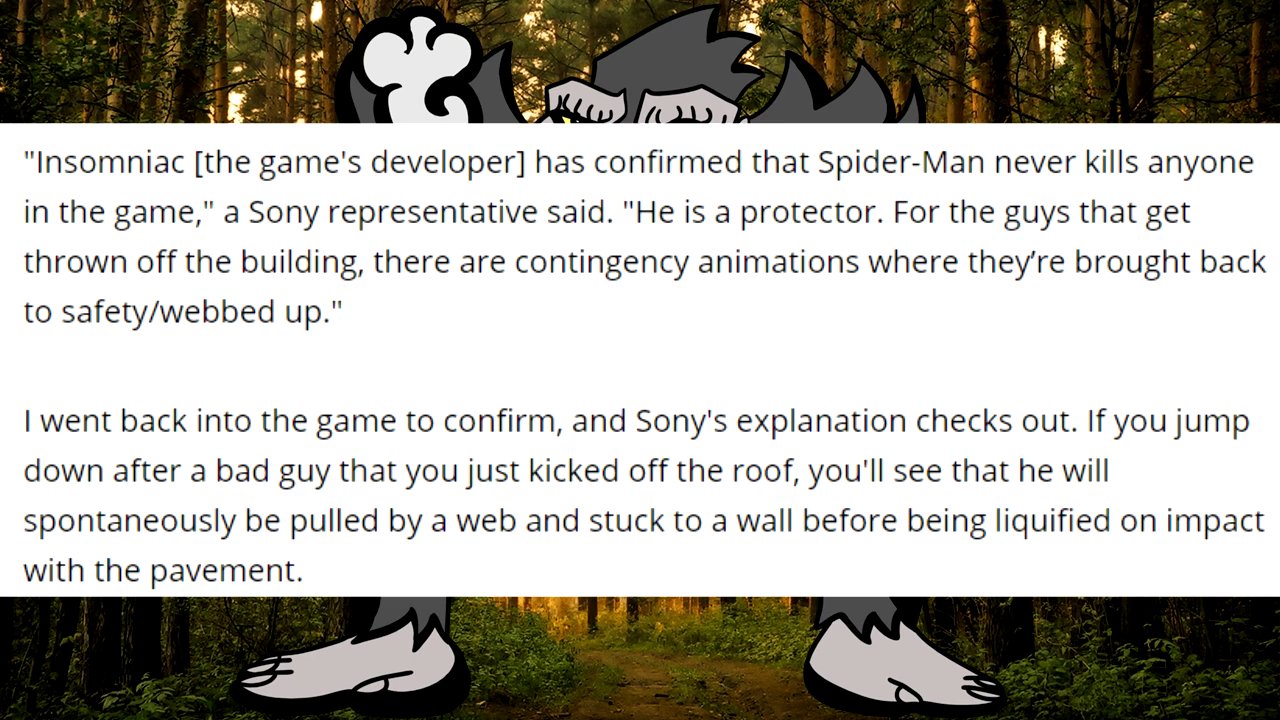 "Insomniac [the game's developer] has confirmed that Spider-Man never kills anyone
in the game," a Sony representative said. "He is a protector. For the guys that get
thrown off the building, there are contingency animations where they’re brought back
to safety/webbed up."
I went back into the game to confirm, and Sony's explanation checks out. If you jump
down after a bad guy that you just kicked off the roof, you'll see that he will
spontaneously be pulled by a web and stuck to a wall before being liquified on impact
with the pavement.